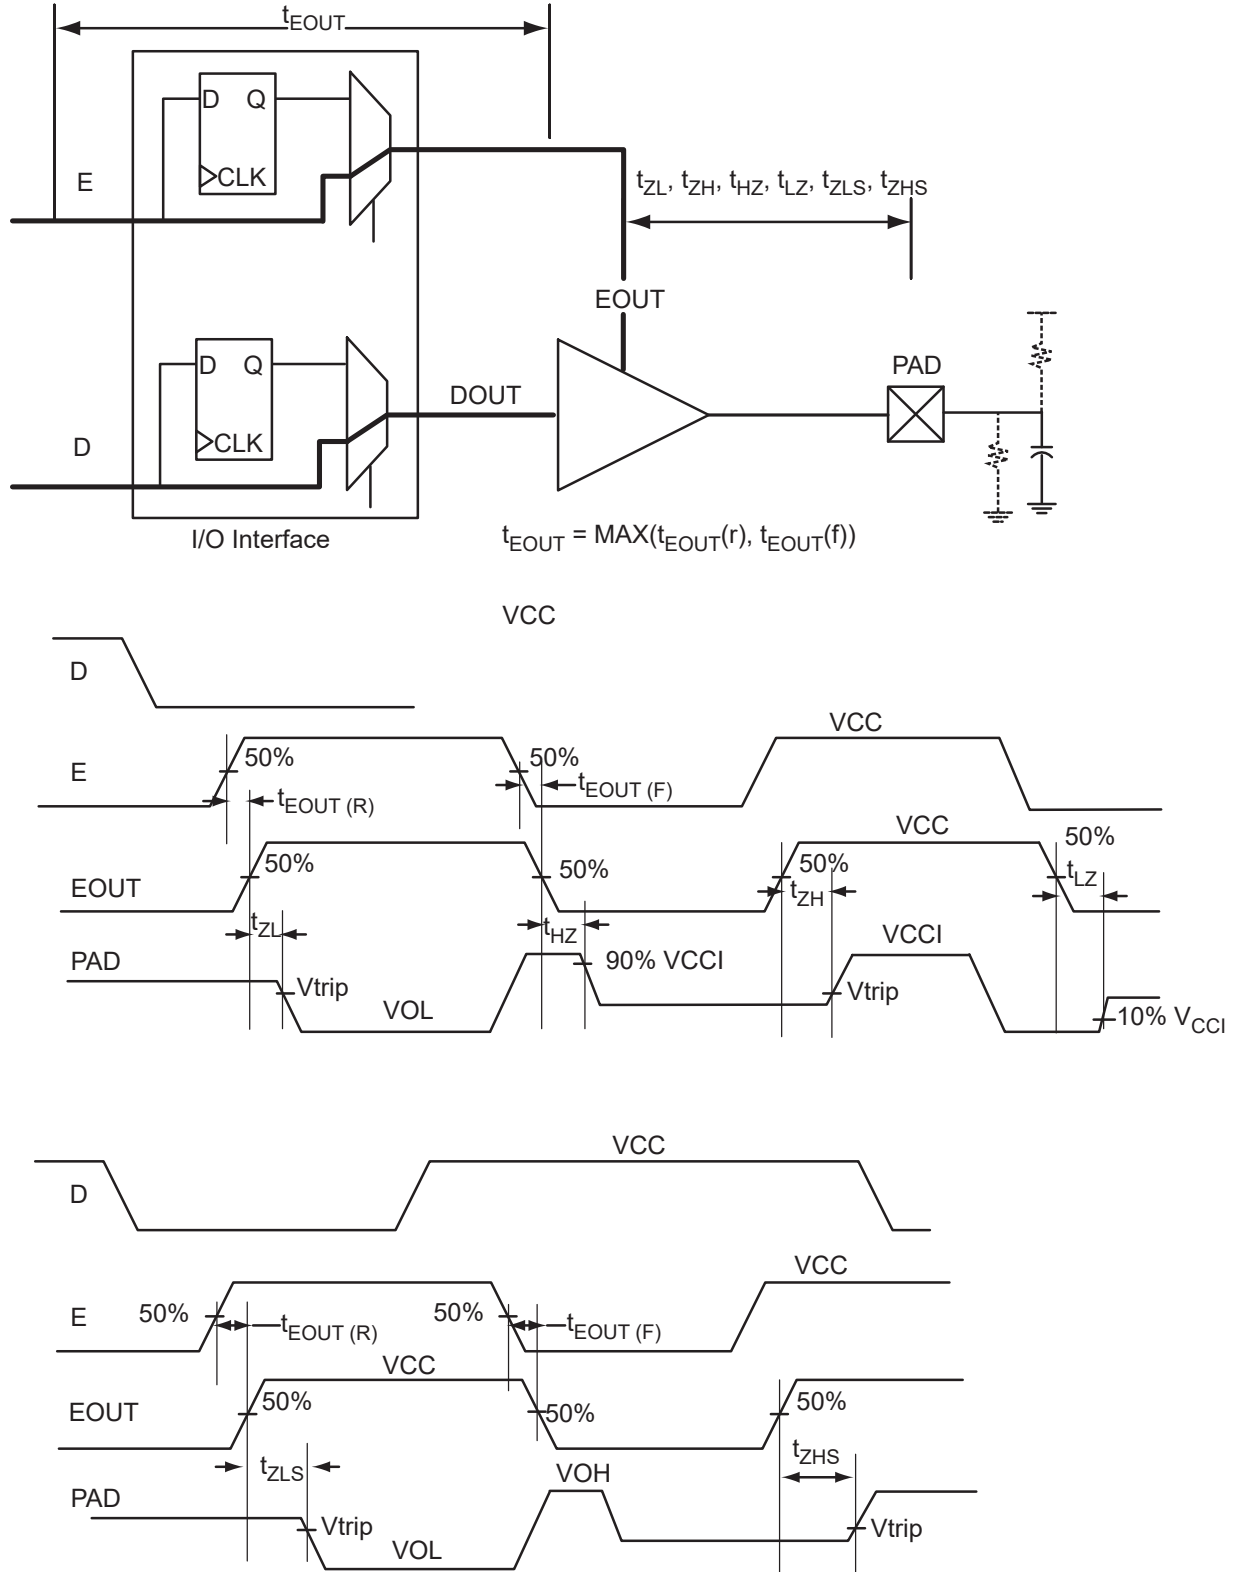 tEOUT
D Q
CLK
E
tZL, tZH, tHZ, tLZ, tZLS, tZHS
EOUT
D Q
CLK
DOUT
PAD
D
I/O Interface
tEOUT = MAX(tEOUT(r), tEOUT(f))
VCC
D
VCC
E
50%
50%
tEOUT (R)
tEOUT (F)
VCC
50%
EOUT
50%
50%
50%
tLZ
tZL
tHZ
tZH
PAD
VCCI
90% VCCI
Vtrip
Vtrip
VOL
10% VCCI
VCC
D
VCC
E
50%
50%
tEOUT (R)
tEOUT (F)
VCC
EOUT
50%
50%
50%
tZLS
tZHS
VOH
PAD
Vtrip
Vtrip
VOL